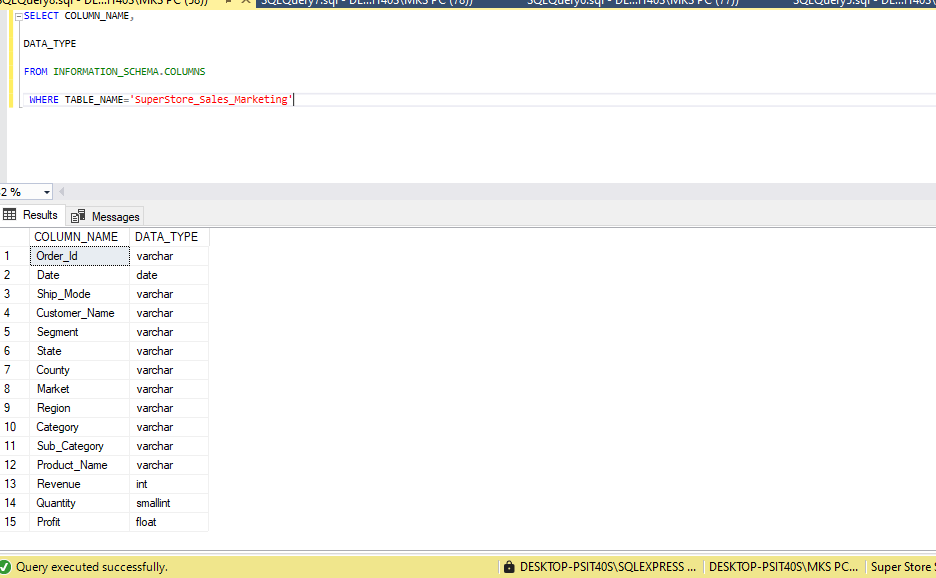 SQLQuery8.sql - DE...H40S\MKS PC (58)) SQLQuery7.sql - DE...H40S\MKS PC (78)) SQLQuery6.sql - DE...H40S\MKS PC (77)) SQLQuery5.sql - DE...H40S\
SELECT COLUMN_NAME,
DATA_TYPE
FROM INFORMATION_SCHEMA.COLUMNS
WHERE TABLE_NAME='SuperStore_Sales_Marketing'
2 %
Results Messages
COLUMN_NAME DATA_TYPE
1 Order_Id varchar
2 Date date
3 Ship_Mode varchar
4 Customer_Name varchar
5 Segment varchar
6 State varchar
7 County varchar
8 Market varchar
9 Region varchar
10 Category varchar
11 Sub_Category varchar
12 Product_Name varchar
13 Revenue int
14 Quantity smallint
15 Profit float
Query executed successfully. DESKTOP-PSIT40S\SQLEXPRESS ... DESKTOP-PSIT40S\MKS PC... Super Store S